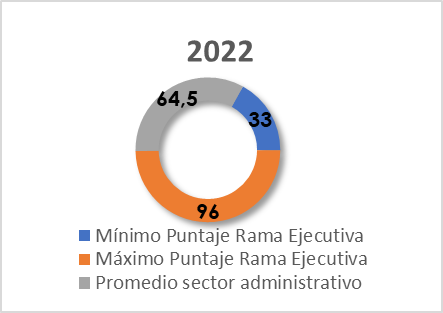 2022
64,5
33
96
Mínimo Puntaje Rama Ejecutiva
Máximo Puntaje Rama Ejecutiva
Promedio sector administrativo